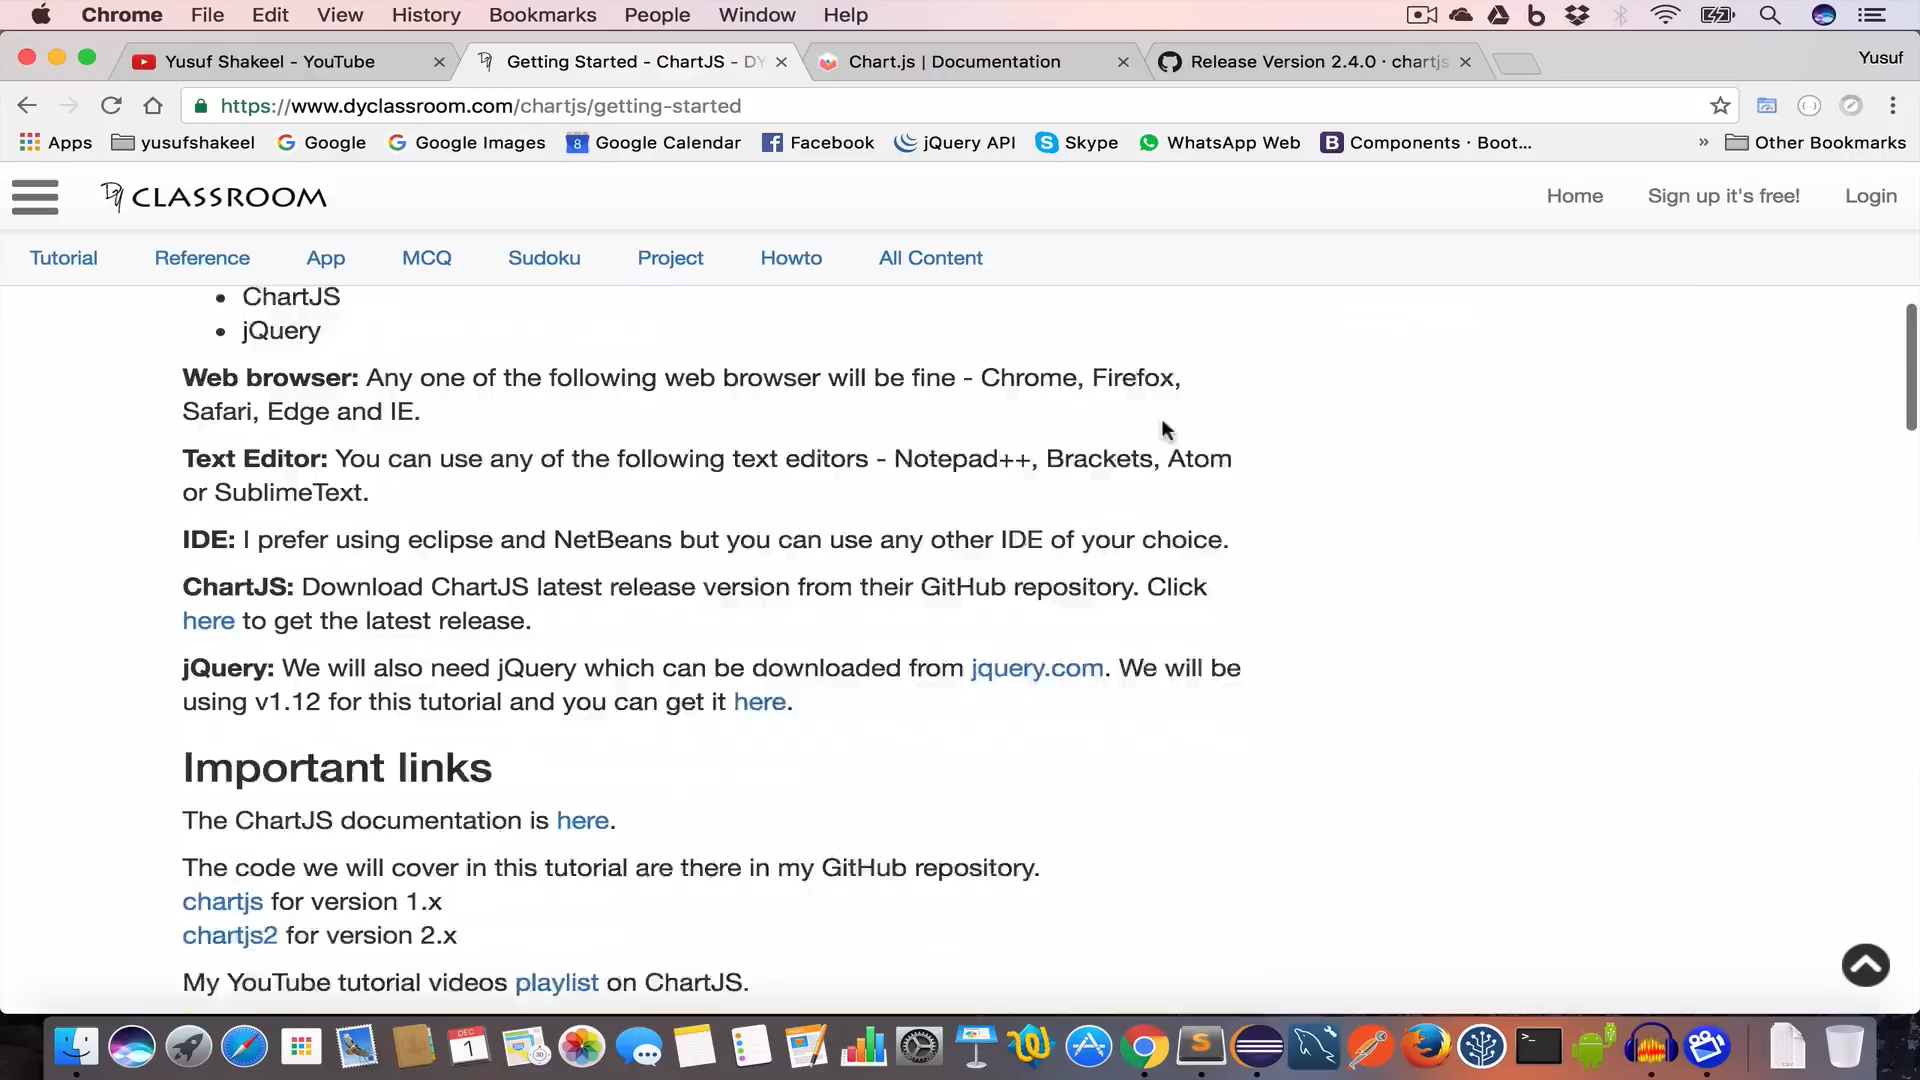 Chrome File Edit View History Bookmarks People Window Help
Yusuf Shakeel - YouTube Getting Started - ChartJS - DY Chart.js | Documentation Release Version 2.4.0 · chartjs Yusuf
https://www.dyclassroom.com/chartjs/getting-started
Apps yusufshakeel Google Google Images 8 Google Calendar Facebook jQuery API Skype WhatsApp Web B Components · Boot... » Other Bookmarks
CLASSROOM Home Sign up it's free! Login
Tutorial Reference App MCQ Sudoku Project Howto All Content
• ChartJS
• jQuery
Web browser: Any one of the following web browser will be fine - Chrome, Firefox,
Safari, Edge and IE.
Text Editor: You can use any of the following text editors - Notepad++, Brackets, Atom
or SublimeText.
IDE: I prefer using eclipse and NetBeans but you can use any other IDE of your choice.
ChartJS: Download ChartJS latest release version from their GitHub repository. Click
here to get the latest release.
jQuery: We will also need jQuery which can be downloaded from jquery.com. We will be
using v1.12 for this tutorial and you can get it here.
Important links
The ChartJS documentation is here.
The code we will cover in this tutorial are there in my GitHub repository.
chartjs for version 1.x
chartjs2 for version 2.x
My YouTube tutorial videos playlist on ChartJS.
DEC
1